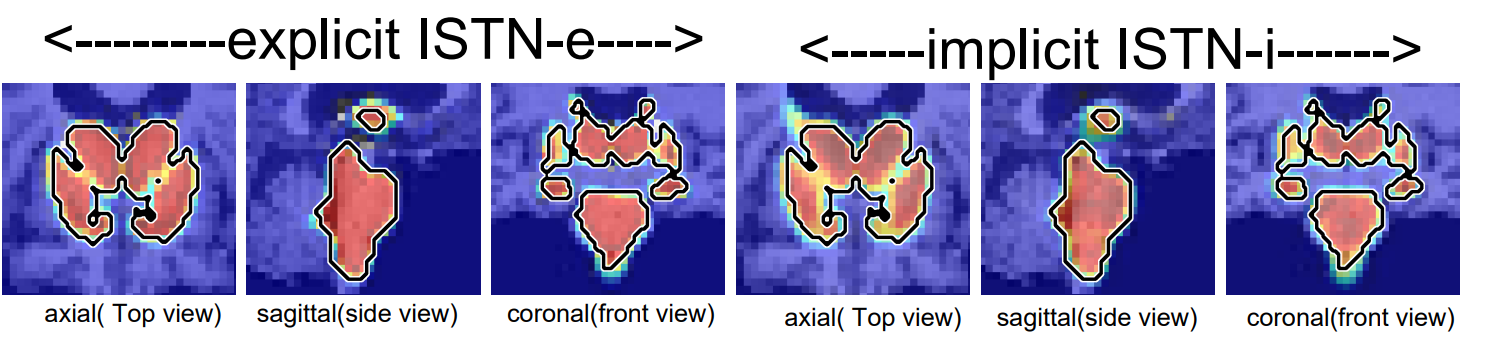 <--------explicit ISTN-e---->
<-----implicit ISTN-i------>
axial( Top view)
sagittal(side view)
coronal(front view)
axial( Top view)
sagittal(side view)
coronal(front view)